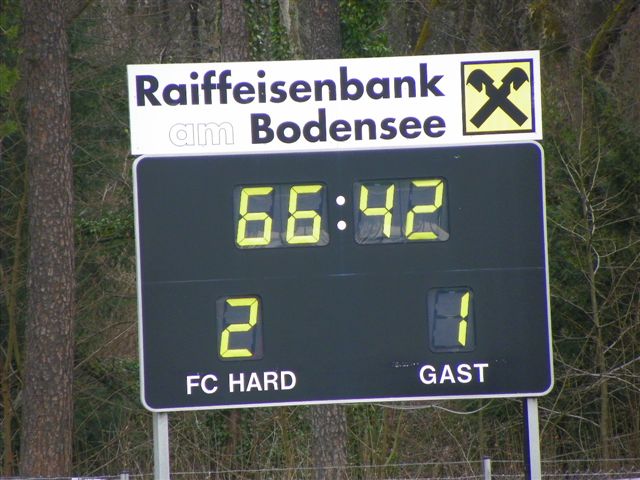 Raiffeisenbank
am Bodensee
66:42
2 1
FC HARD GAST